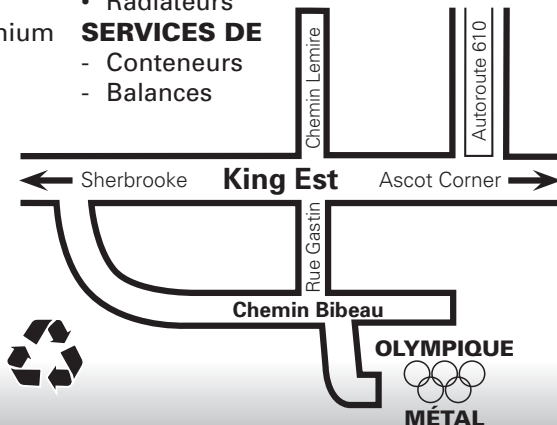 • Radiateurs
nium
SERVICES DE
- Conteneurs
- Balances
Chemin Lemire
Autoroute 610
Sherbrooke
King Est
Ascot Corner
Rue Gastin
Chemin Bibeau
OLYMPIQUE
MÉTAL